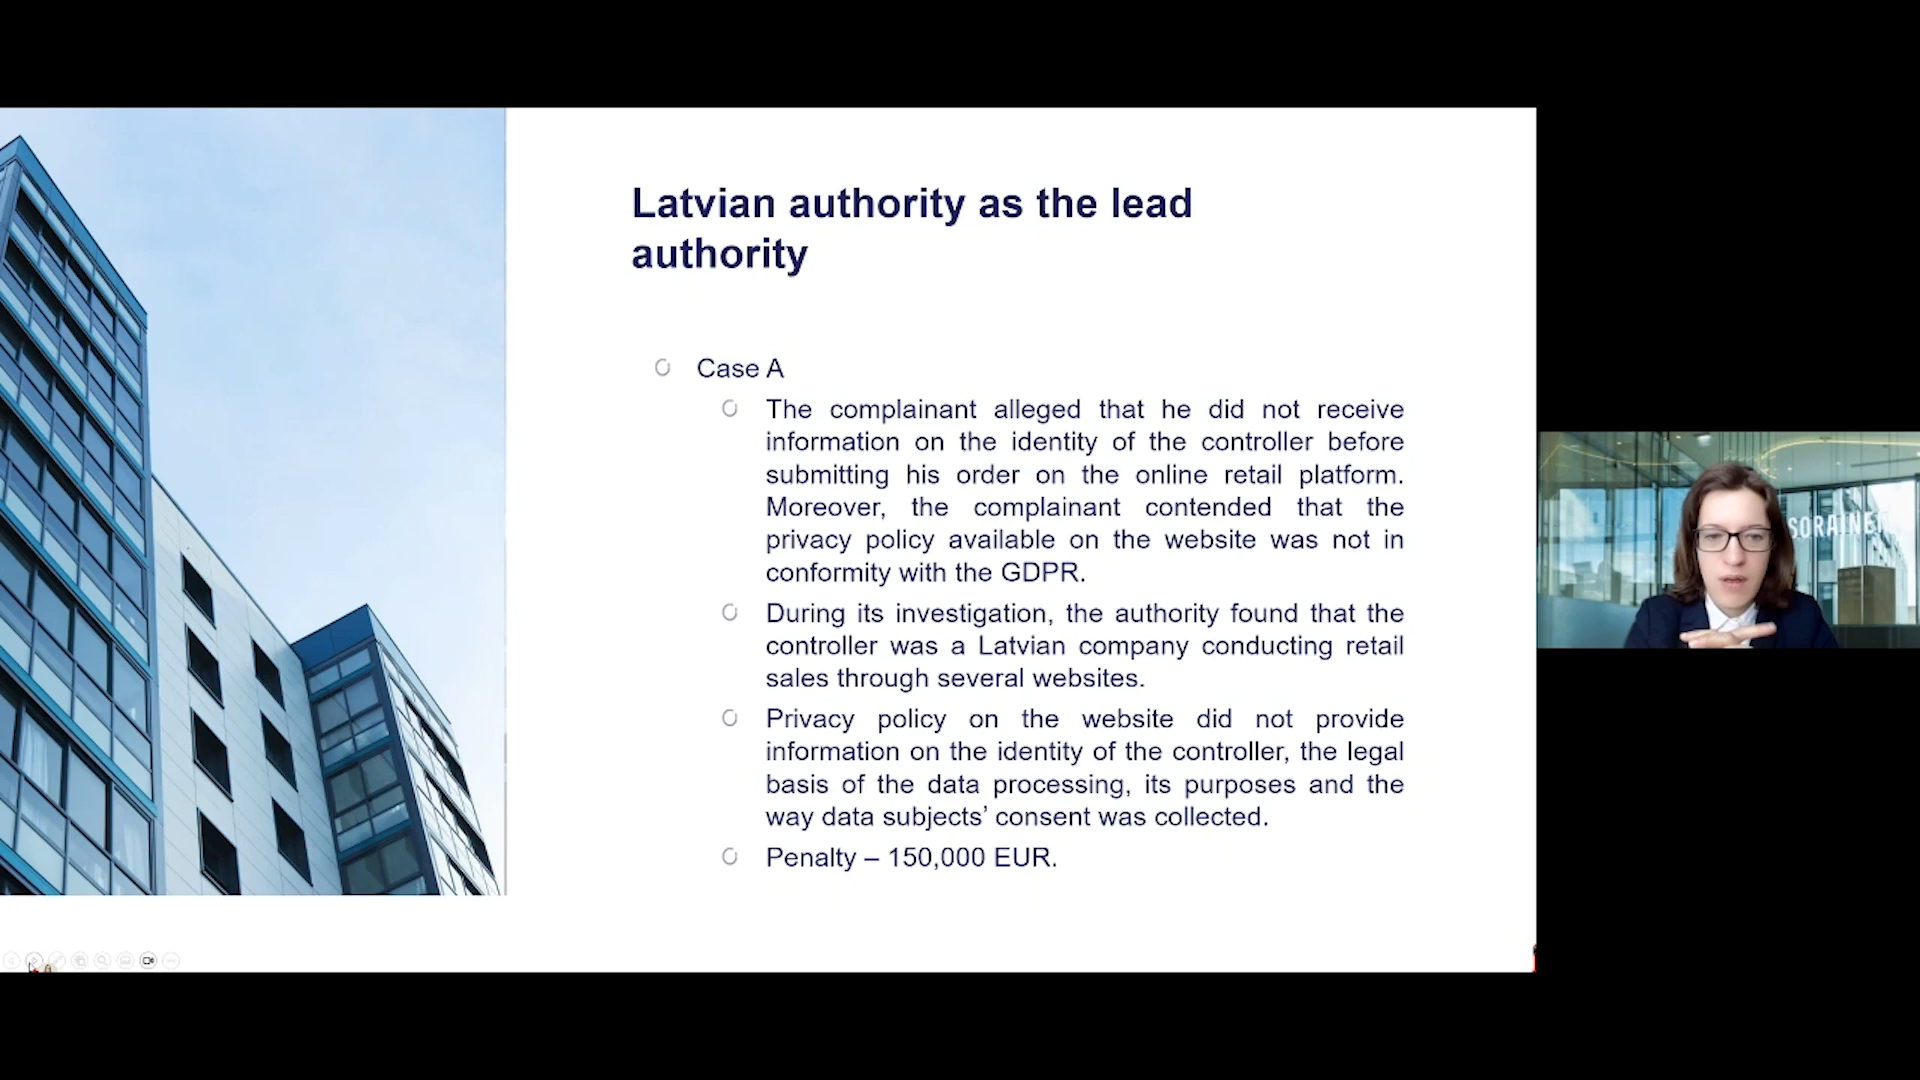 Latvian authority as the lead
authority
Case A
The complainant alleged that he did not receive
information on the identity of the controller before
submitting his order on the online retail platform.
Moreover, the complainant contended that the
privacy policy available on the website was not in
conformity with the GDPR.
During its investigation, the authority found that the
controller was a Latvian company conducting retail
sales through several websites.
Privacy policy on the website did not provide
information on the identity of the controller, the legal
basis of the data processing, its purposes and the
way data subjects’ consent was collected.
Penalty – 150,000 EUR.
SORAINEN